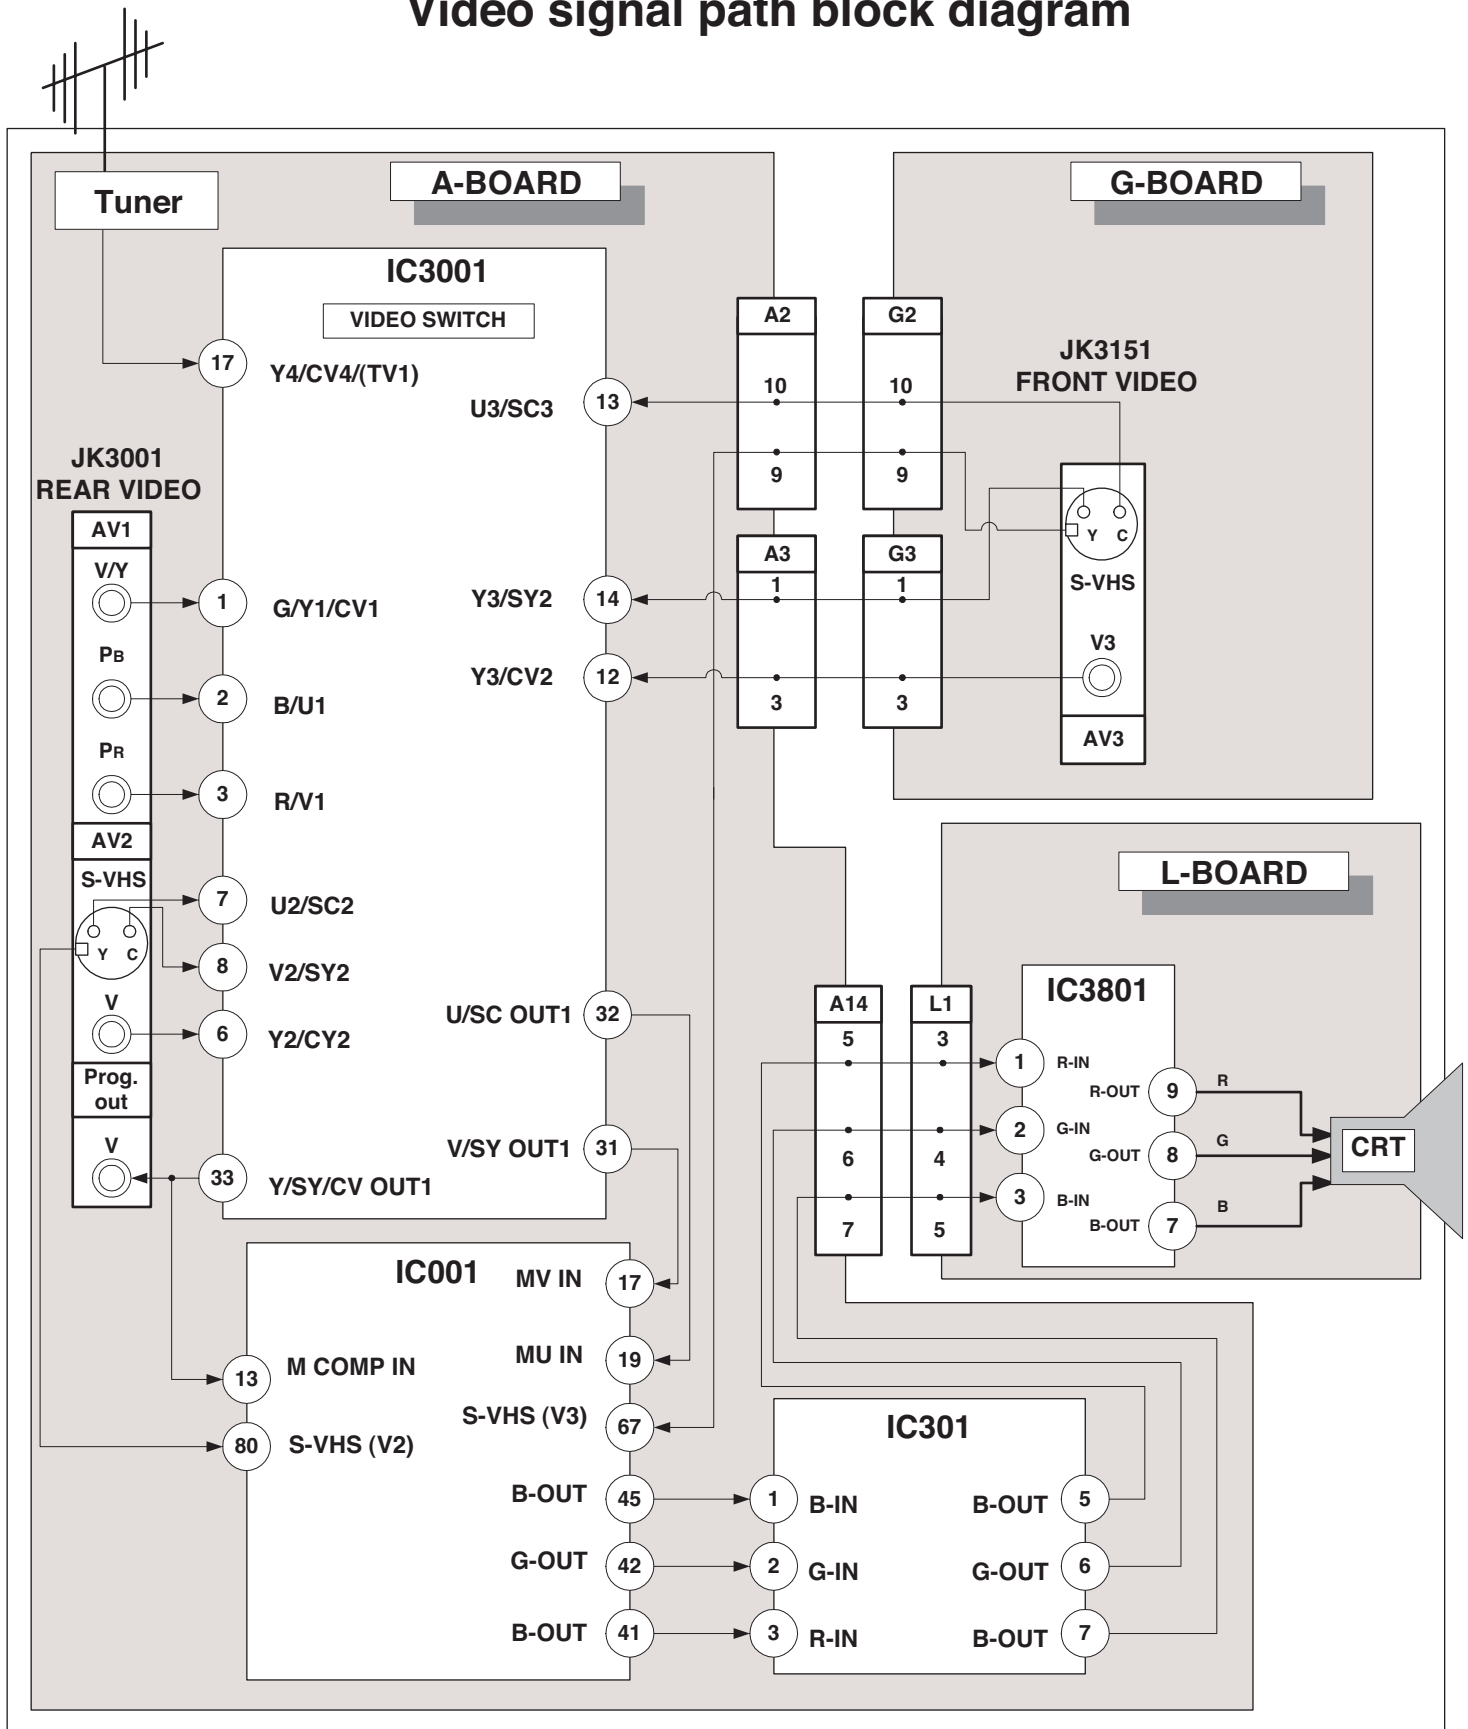 Video signal path block diagram
Tuner
A-BOARD
G-BOARD
IC3001
VIDEO SWITCH
17
Y4/CV4/(TV1)
U3/SC3
13
A2
10
9
G2
10
9
JK3151
FRONT VIDEO
Y C
S-VHS
V3
AV3
A3
1
3
G3
1
3
JK3001
REAR VIDEO
AV1
V/Y
PB
PR
AV2
S-VHS
Y C
V
Prog.
out
V
1
G/Y1/CV1
2
B/U1
3
R/V1
7
U2/SC2
8
V2/SY2
6
Y2/CY2
33
Y/SY/CV OUT1
Y3/SY2
14
Y3/CV2
12
U/SC OUT1
32
V/SY OUT1
31
L-BOARD
A14
5
6
7
L1
3
4
5
IC3801
1
R-IN
2
G-IN
3
B-IN
R-OUT
9
R
G-OUT
8
G
B-OUT
7
B
CRT
IC001
MV IN
17
MU IN
19
13
M COMP IN
80
S-VHS (V2)
S-VHS (V3)
67
B-OUT
45
G-OUT
42
B-OUT
41
IC301
1
B-IN
2
G-IN
3
R-IN
B-OUT
5
G-OUT
6
B-OUT
7